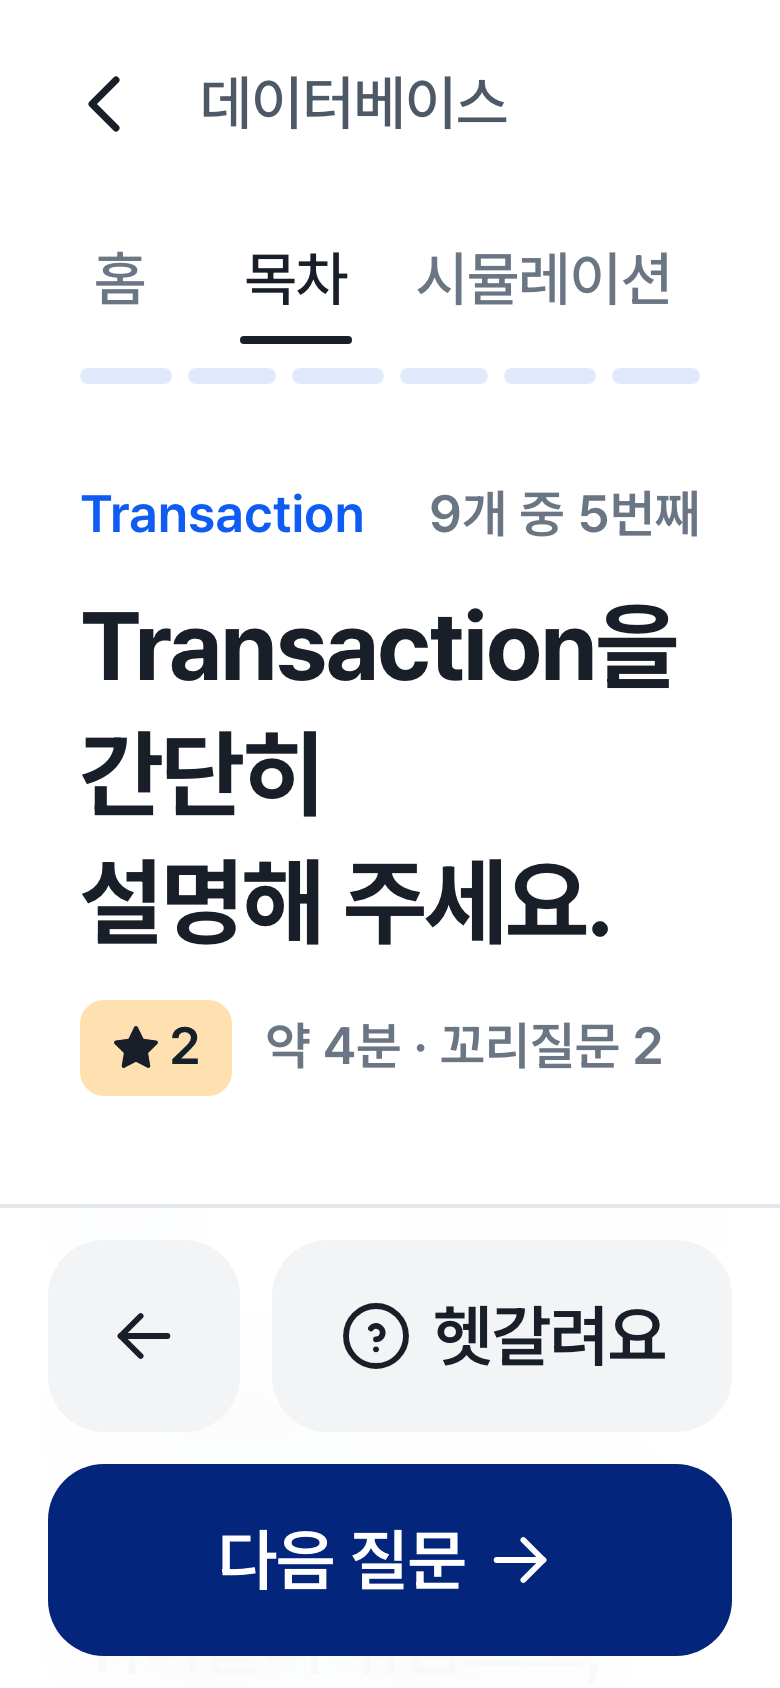 데이터베이스
홈 목차 시뮬레이션
Transaction 9개 중 5번째
Transaction을
간단히
설명해 주세요.
★ 2 약 4분 · 꼬리질문 2
← ? 헷갈려요
다음 질문 →